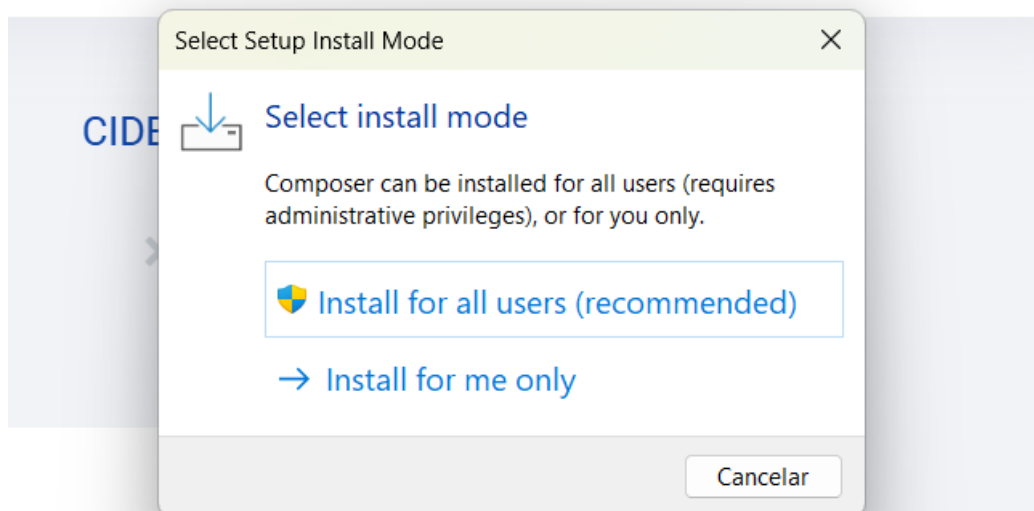 Select Setup Install Mode
CIDE
Select install mode
Composer can be installed for all users (requires
administrative privileges), or for you only.
Install for all users (recommended)
Install for me only
Cancelar